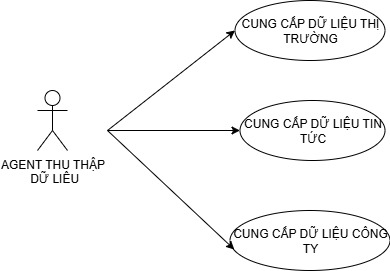 CUNG CẤP DỮ LIỆU THỊ
TRƯỜNG
CUNG CẤP DỮ LIỆU TIN
TỨC
AGENT THU THẬP
DỮ LIÊU
CUNG CẤP DỮ LIỆU CÔNG
TY